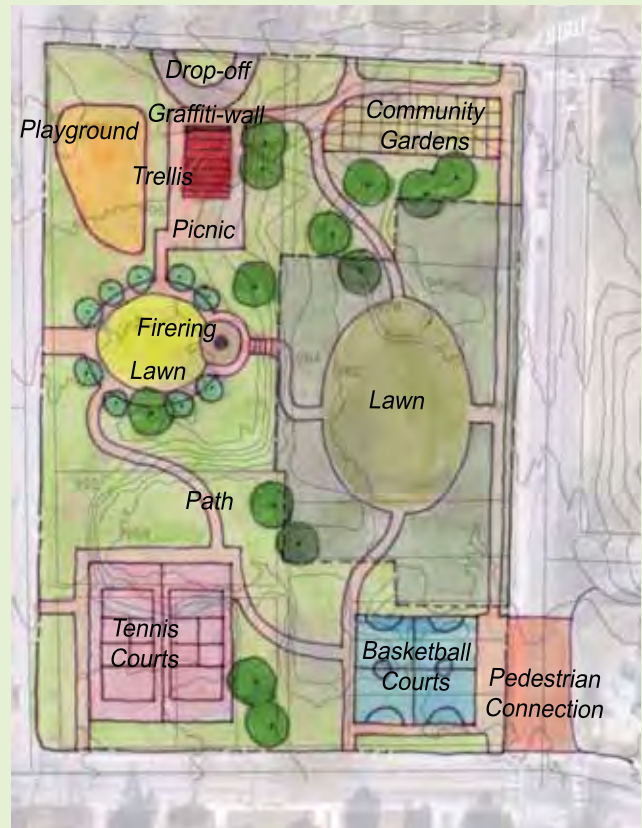 Drop-off
Graffiti-wall
Playground
Community
Gardens
Trellis
Picnic
Firering
Lawn
Lawn
Path
Tennis
Courts
Basketball
Courts
Pedestrian
Connection